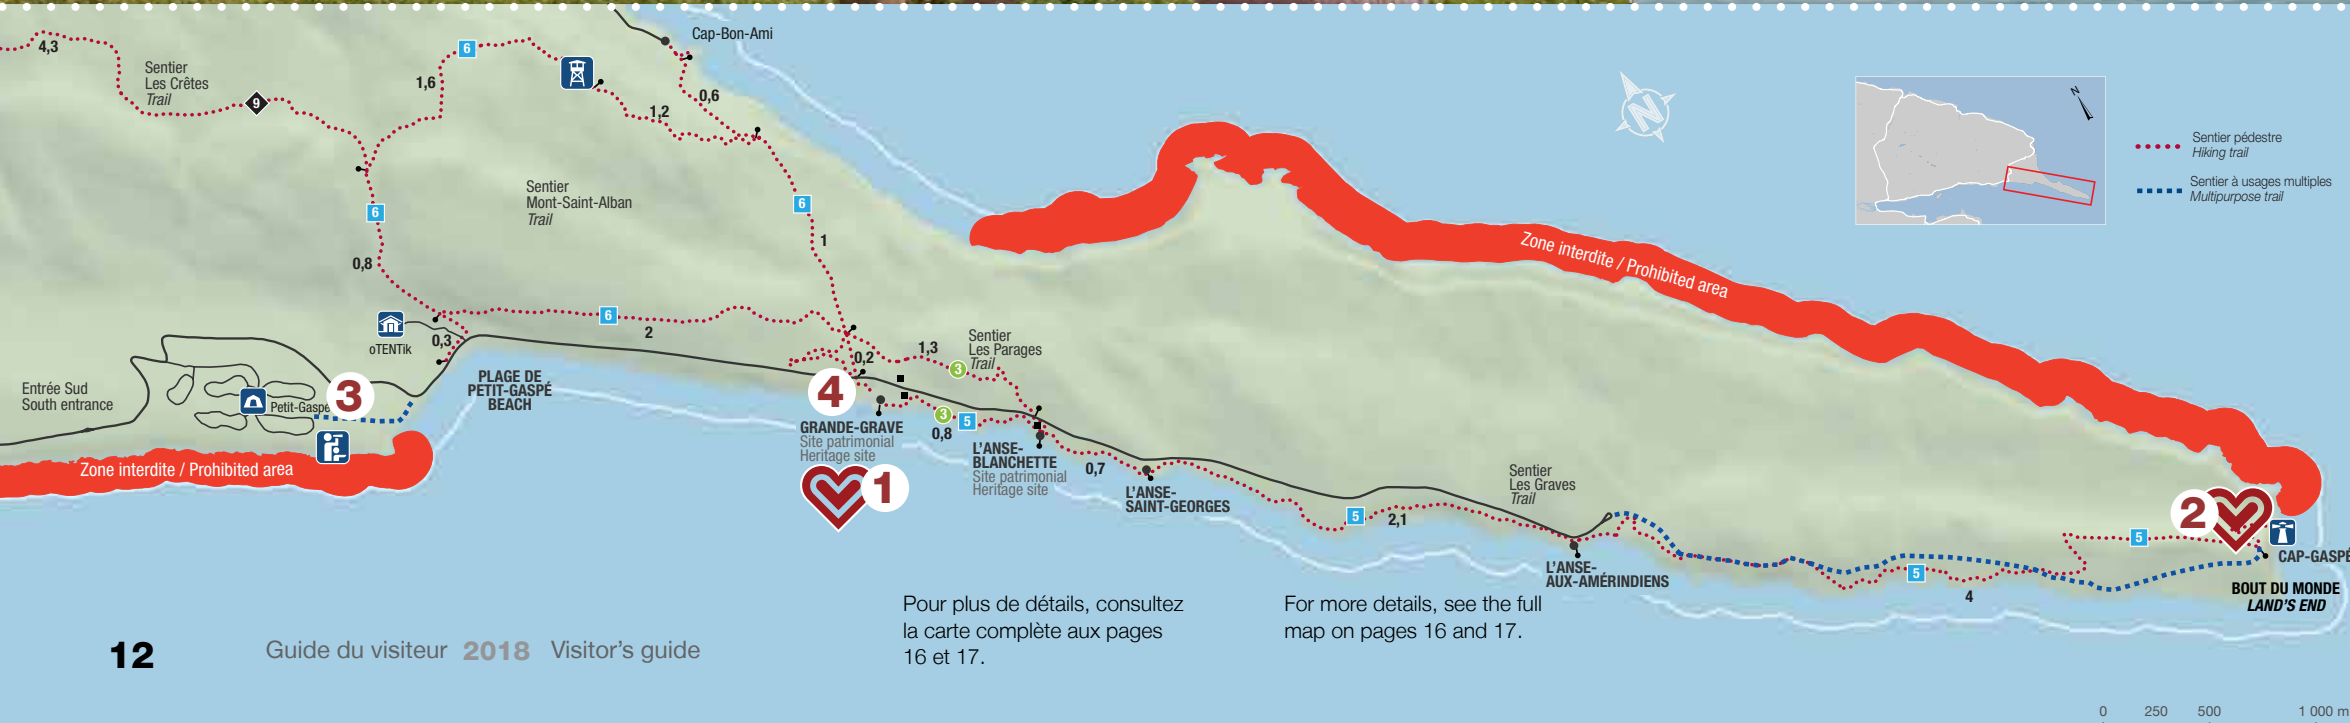 4,3
Sentier
Les Crêtes
Trail
9
1,6
6
Cap-Bon-Ami
0,6
1,2
N
N
Sentier pédestre
Hiking trail
Sentier à usages multiples
Multipurpose trail
Sentier
Mont-Saint-Alban
Trail
6
6
1
0,8
Zone interdite / Prohibited area
oTENTik
0,3
6
2
0,2
1,3
3
Sentier
Les Parages
Trail
Entrée Sud
South entrance
Petit-Gaspé
3
PLAGE DE
PETIT-GASPÉ
BEACH
4
GRANDE-GRAVE
Site patrimonial
Heritage site
1
3
5
0,8
L'ANSE-
BLANCHETTE
Site patrimonial
Heritage site
0,7
L'ANSE-
SAINT-GEORGES
Zone interdite / Prohibited area
Sentier
Les Graves
Trail
5
2,1
L'ANSE-
AUX-AMÉRINDIENS
5
4
5
2
CAP-GASPÉ
BOUT DU MONDE
LAND'S END
Pour plus de détails, consultez
la carte complète aux pages
16 et 17.
For more details, see the full
map on pages 16 and 17.
12 Guide du visiteur 2018 Visitor's guide
0 250 500 1 000 m